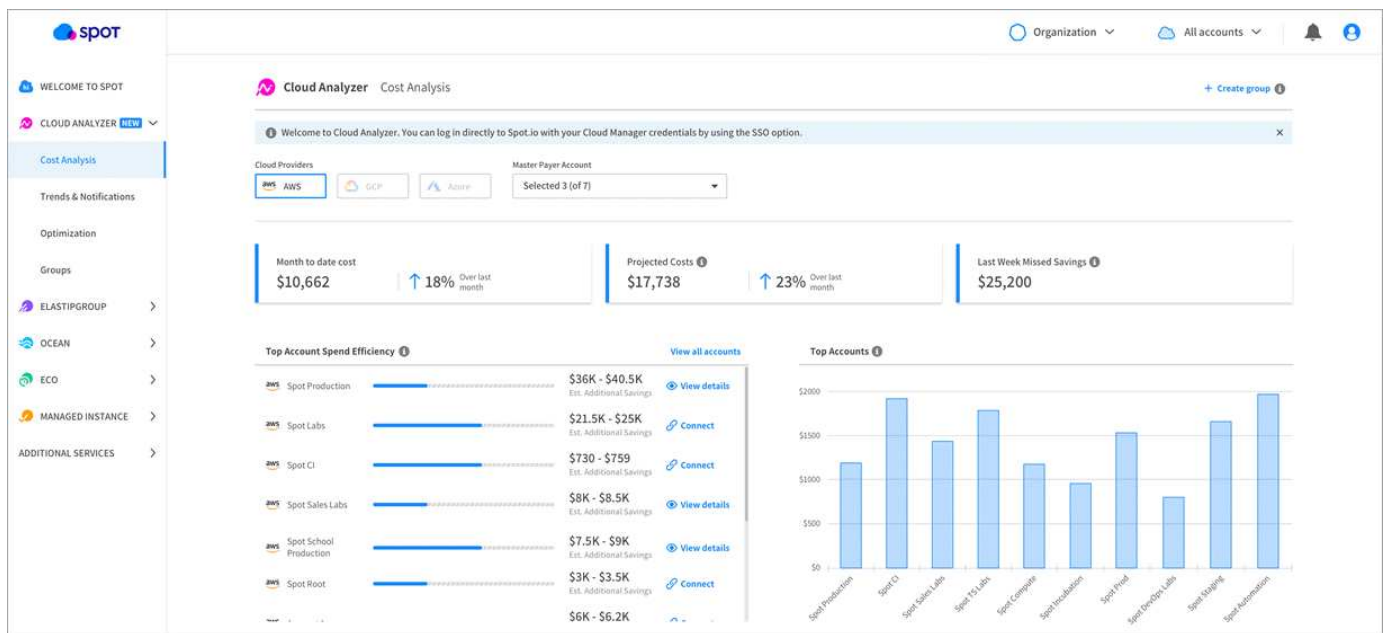 spot
Organization
All accounts
WELCOME TO SPOT
CLOUD ANALYZER NEW
Cost Analysis
Trends & Notifications
Optimization
Groups
ELASTIPGROUP
OCEAN
ECO
MANAGED INSTANCE
ADDITIONAL SERVICES
Cloud Analyzer Cost Analysis
+ Create group
Welcome to Cloud Analyzer. You can log in directly to Spot.io with your Cloud Manager credentials by using the SSO option.
Cloud Providers
Master Payer Account
aws AWS
GCP
Azure
Selected 3 (of 7)
Month to date cost
$10,662
18% Over last
month
Projected Costs
$17,738
23% Over last
month
Last Week Missed Savings
$25,200
Top Account Spend Efficiency
View all accounts
aws Spot Production
$36K - $40.5K
Est. Additional Savings
View details
aws Spot Labs
$21.5K - $25K
Est. Additional Savings
Connect
aws Spot CI
$730 - $759
Est. Additional Savings
Connect
aws Spot Sales Labs
$8K - $8.5K
Est. Additional Savings
View details
aws Spot School
Production
$7.5K - $9K
Est. Additional Savings
View details
aws Spot Root
$3K - $3.5K
Est. Additional Savings
Connect
$6K - $6.2K
Top Accounts
$2000
$1500
$1000
$500
$0
Spot Production
Spot CI
Spot Sales Labs
Spot TS Labs
Spot Compute
Spot Incubation
Spot Prod
Spot DevOps Labs
Spot Staging
Spot Automation